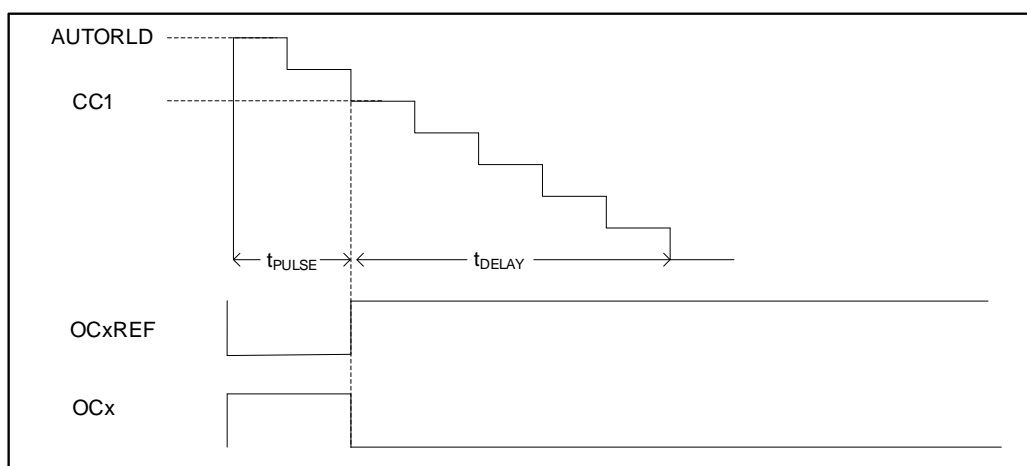 AUTORLD
CC1
tPULSE
tDELAY
OCxREF
OCx